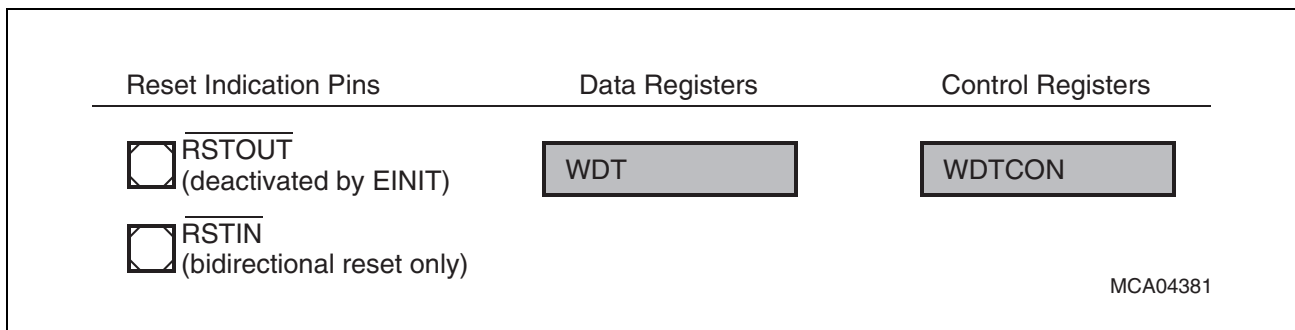 Reset Indication Pins Data Registers Control Registers
RSTOUT
(deactivated by EINIT)
WDT WDTCON
RSTIN
(bidirectional reset only)
MCA04381